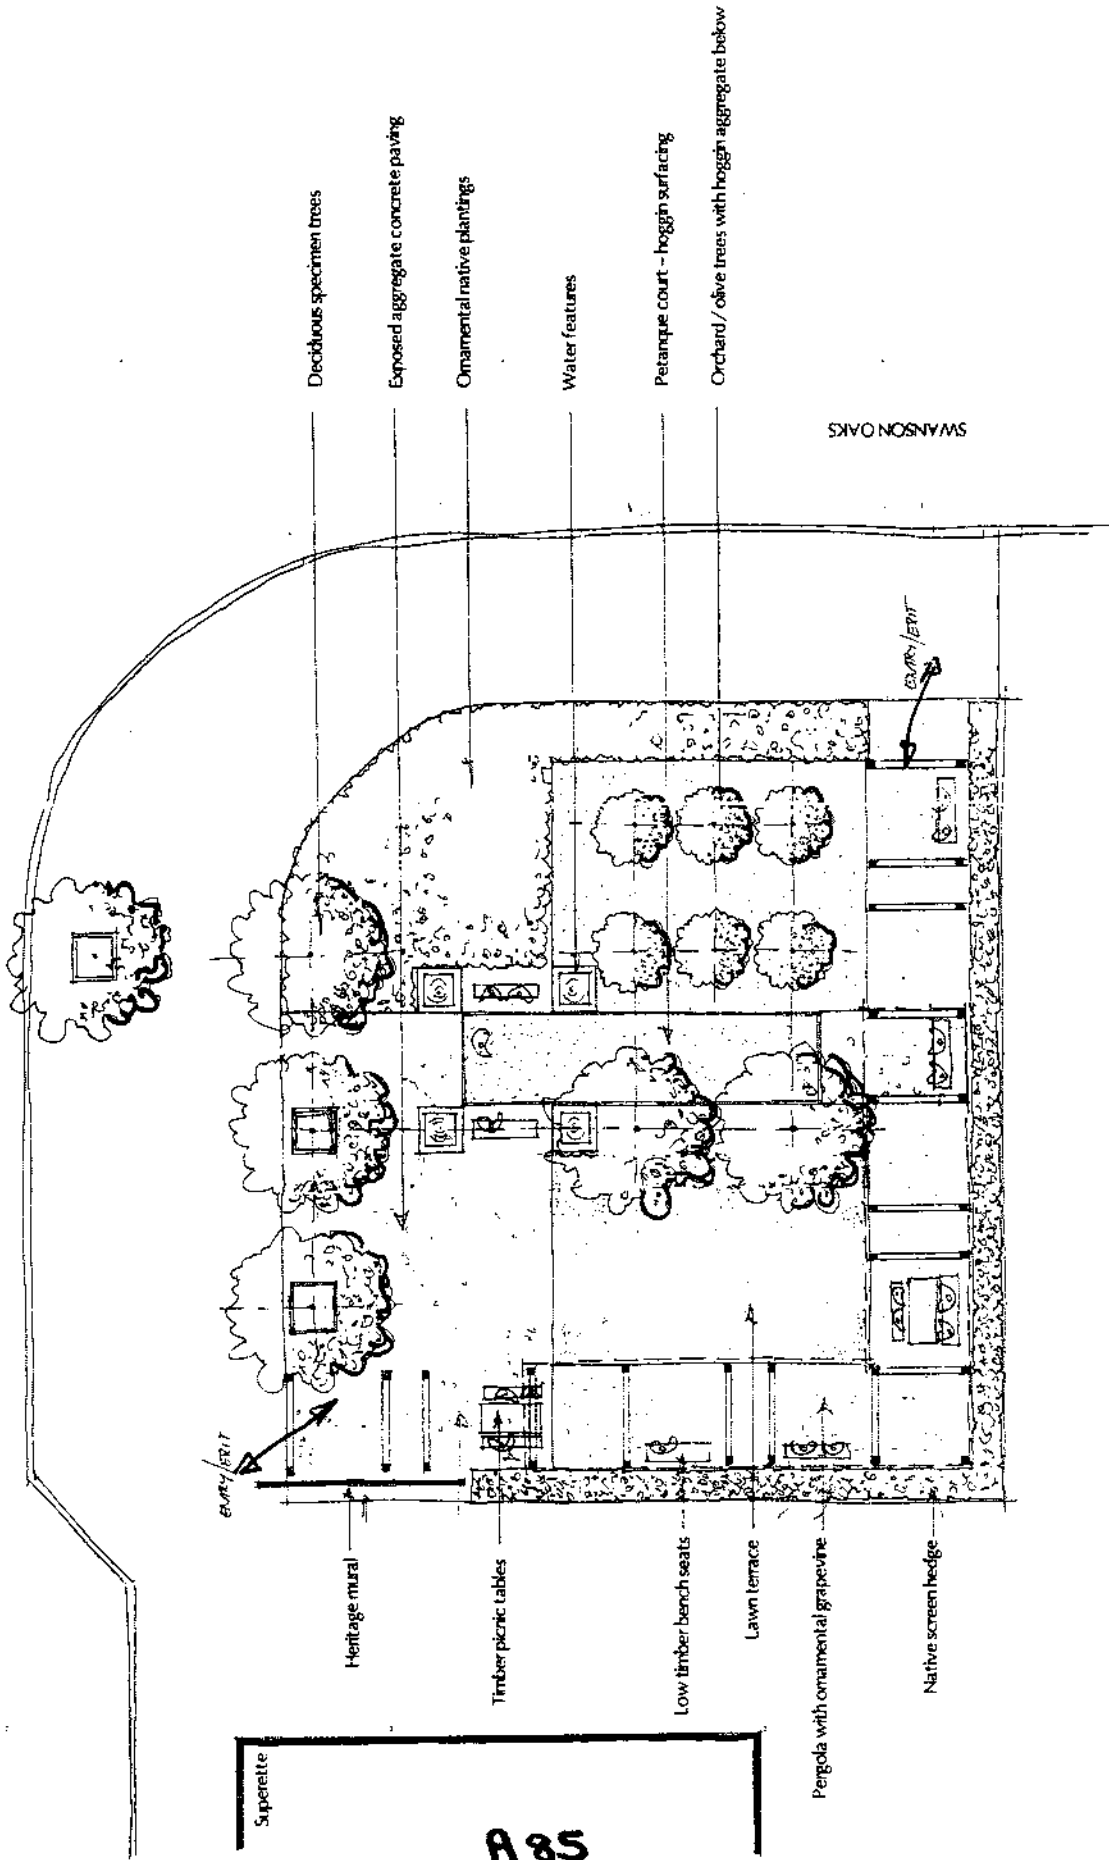 Deciduous specimen trees
Exposed aggregate concrete paving
Ornamental native plantings
Water features
Petanque court - hoggin surfacing
Orchard / olive trees with hoggin aggregate below
SWANSON OAKS
ENTRY/EXIT
ENTRY/EXIT
Heritage mural
Timber picnic tables
Low timber bench seats
Lawn terrace
Pergola with ornamental grapevine
Native screen hedge
Superette
A 85